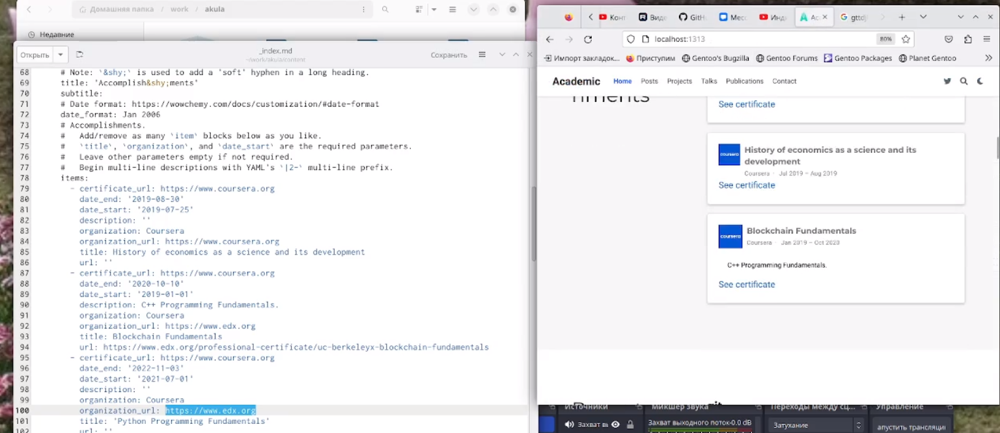 Домашняя папка / work / akula
Недавние
Открыть
_index.md
~/work/akula/content
Сохранить
68 # Note: `&shy;` is used to add a 'soft' hyphen in a long heading.
69 title: 'Accomplish&shy;ments'
70 subtitle:
71 # Date format: https://wowchemy.com/docs/customization/#date-format
72 date_format: Jan 2006
73 # Accomplishments.
74 #   Add/remove as many `item` blocks below as you like.
75 #   `title`, `organization`, and `date_start` are the required parameters.
76 #   Leave other parameters empty if not required.
77 #   Begin multi-line descriptions with YAML's `|2-` multi-line prefix.
78 items:
79 - certificate_url: https://www.coursera.org
80 date_end: '2019-08-30'
81 date_start: '2019-07-25'
82 description: ''
83 organization: Coursera
84 organization_url: https://www.coursera.org
85 title: History of economics as a science and its development
86 url: ''
87 - certificate_url: https://www.coursera.org
88 date_end: '2020-10-10'
89 date_start: '2019-01-01'
90 description: C++ Programming Fundamentals.
91 organization: Coursera
92 organization_url: https://www.edx.org
93 title: Blockchain Fundamentals
94 url: https://www.edx.org/professional-certificate/uc-berkeleyx-blockchain-fundamentals
95 - certificate_url: https://www.coursera.org
96 date_end: '2022-11-03'
97 date_start: '2021-07-01'
98 description: ''
99 organization: Coursera
100 organization_url: https://www.edx.org
101 title: 'Python Programming Fundamentals'
102 url: ''
Конт Виде GitH Месс Инди Ac gttdj
localhost:1313 80%
Импорт закладок... Приступим Gentoo's Bugzilla Gentoo Forums Gentoo Packages Planet Gentoo
Academic Home Posts Projects Talks Publications Contact
nments
See certificate
coursera
History of economics as a science and its
development
Coursera · Jul 2019 – Aug 2019
See certificate
coursera
Blockchain Fundamentals
Coursera · Jan 2019 – Oct 2020
C++ Programming Fundamentals.
See certificate
Источники Микшер звука Переходы между сц... Управление
Захват вы Захват выходного поток -0.0 dB Затухание апустить трансляци